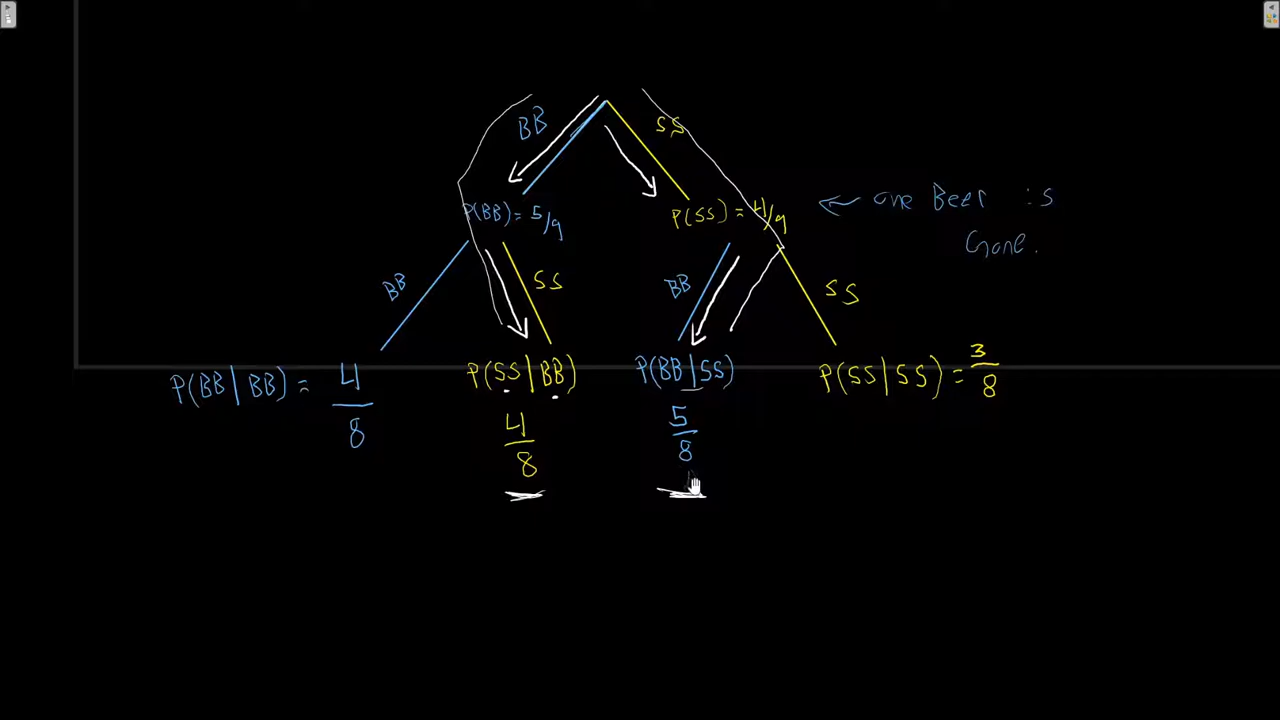 BB
SS
P(BB) = 5/9
P(SS) = 4/9
← one Beer is
Gone.
BB
SS
BB
SS
P(BB|BB) = 4/8
P(SS|BB)
4/8
P(BB|SS)
5/8
P(SS|SS) = 3/8